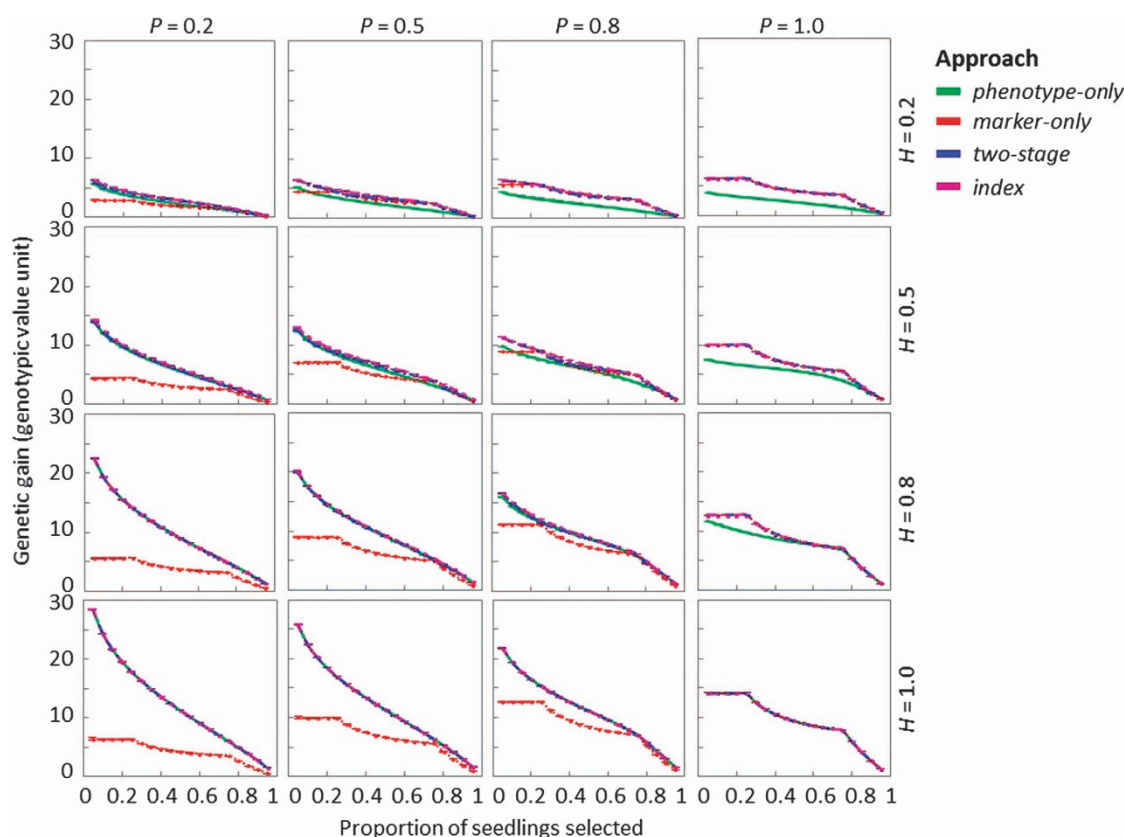 P = 0.2 P = 0.5 P = 0.8 P = 1.0
Approach
phenotype-only
marker-only
two-stage
index
30
20
10
0
H = 0.2
30
20
10
0
H = 0.5
30
20
10
0
H = 0.8
30
20
10
0
H = 1.0
Genetic gain (genotypic value unit)
0 0.2 0.4 0.6 0.8 1 0 0.2 0.4 0.6 0.8 1 0 0.2 0.4 0.6 0.8 1 0 0.2 0.4 0.6 0.8 1
Proportion of seedlings selected